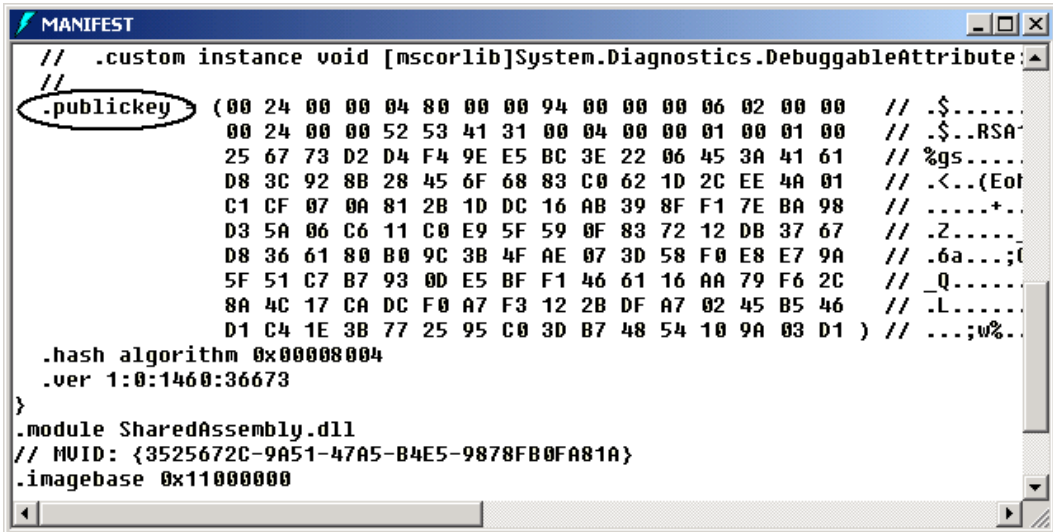 MANIFEST
//  .custom instance void [mscorlib]System.Diagnostics.DebuggableAttribute:
//
.publickey = (00 24 00 00 04 80 00 00 94 00 00 00 06 02 00 00   // .$......
00 24 00 00 52 53 41 31 00 04 00 00 01 00 01 00   // .$..RSA1
25 67 73 D2 D4 F4 9E E5 BC 3E 22 06 45 3A 41 61   // %gs.....
D8 3C 92 8B 28 45 6F 68 83 C0 62 1D 2C EE 4A 01   // .<..(Eoh
C1 CF 07 0A 81 2B 1D DC 16 AB 39 8F F1 7E BA 98   // .....+..
D3 5A 06 C6 11 C0 E9 5F 59 0F 83 72 12 DB 37 67   // .Z....._
D8 36 61 80 B0 9C 3B 4F AE 07 3D 58 F0 E8 E7 9A   // .6a...;O
5F 51 C7 B7 93 0D E5 BF F1 46 61 16 AA 79 F6 2C   // _Q......
8A 4C 17 CA DC F0 A7 F3 12 2B DF A7 02 45 B5 46   // .L......
D1 C4 1E 3B 77 25 95 C0 3D B7 48 54 10 9A 03 D1 ) // ...;w%..
.hash algorithm 0x00008004
.ver 1:0:1460:36673
}
.module SharedAssembly.dll
// MVID: {3525672C-9A51-47A5-B4E5-9878FB0FA81A}
.imagebase 0x11000000